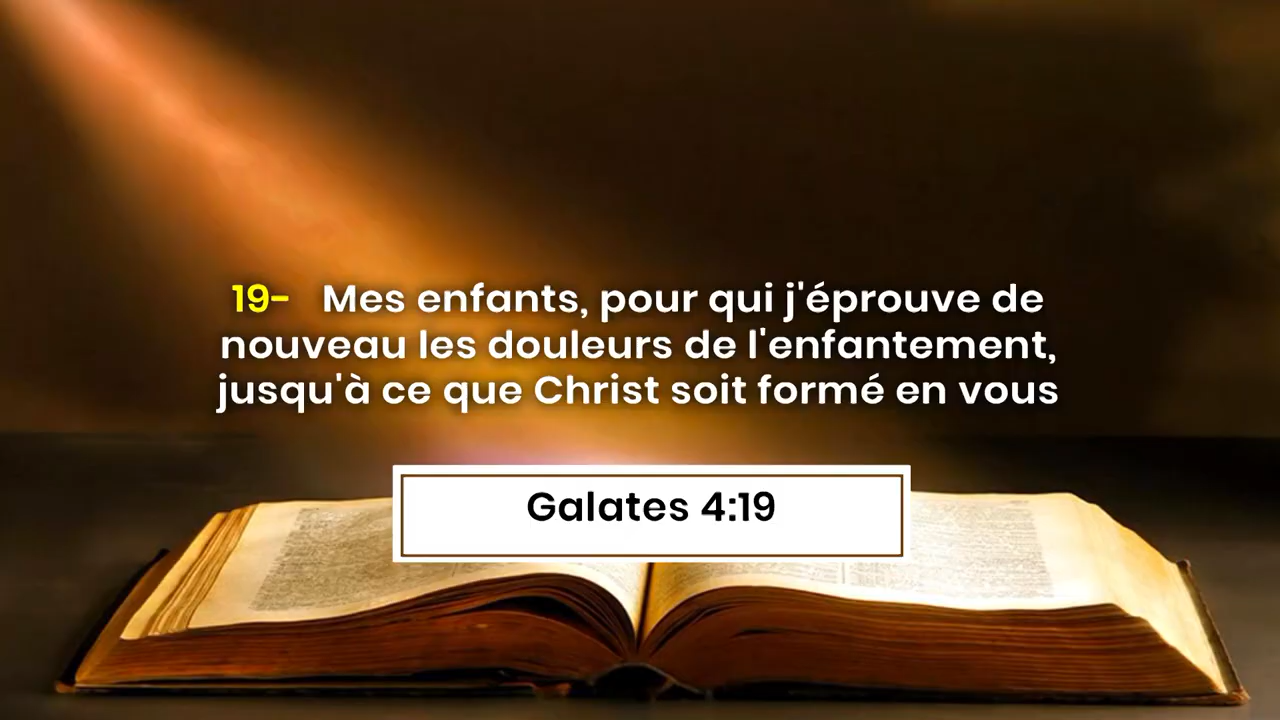 19- Mes enfants, pour qui j'éprouve de
nouveau les douleurs de l'enfantement,
jusqu'à ce que Christ soit formé en vous
Galates 4:19